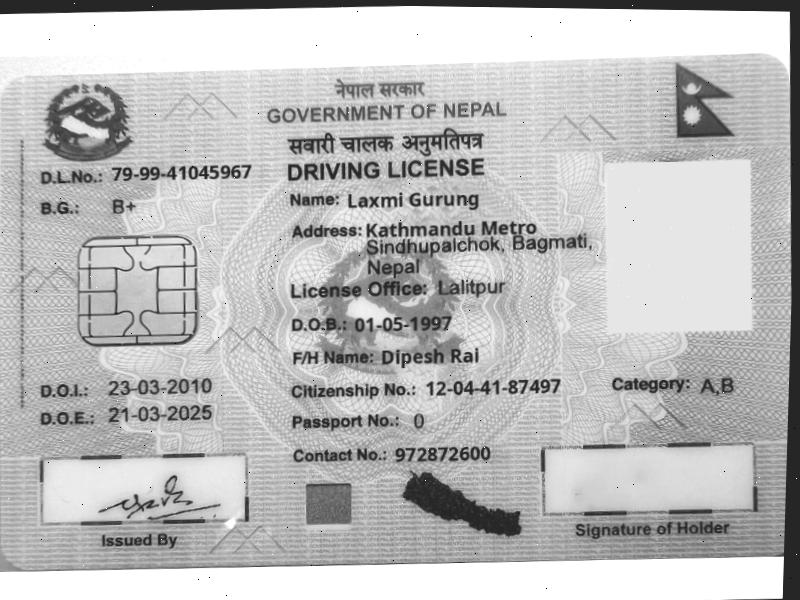 नेपाल सरकार
GOVERNMENT OF NEPAL
सवारी चालक अनुमतिपत्र
DRIVING LICENSE
D.L.No.: 79-99-41045967
B.G.: B+
Name: Laxmi Gurung
Address: Kathmandu Metro
Sindhupalchok, Bagmati,
Nepal
License Office: Lalitpur
D.O.B.: 01-05-1997
F/H Name: Dipesh Rai
D.O.I.: 23-03-2010
Citizenship No.: 12-04-41-87497
Category: A,B
D.O.E.: 21-03-2025
Passport No.: 0
Contact No.: 972872600
Issued By
Signature of Holder